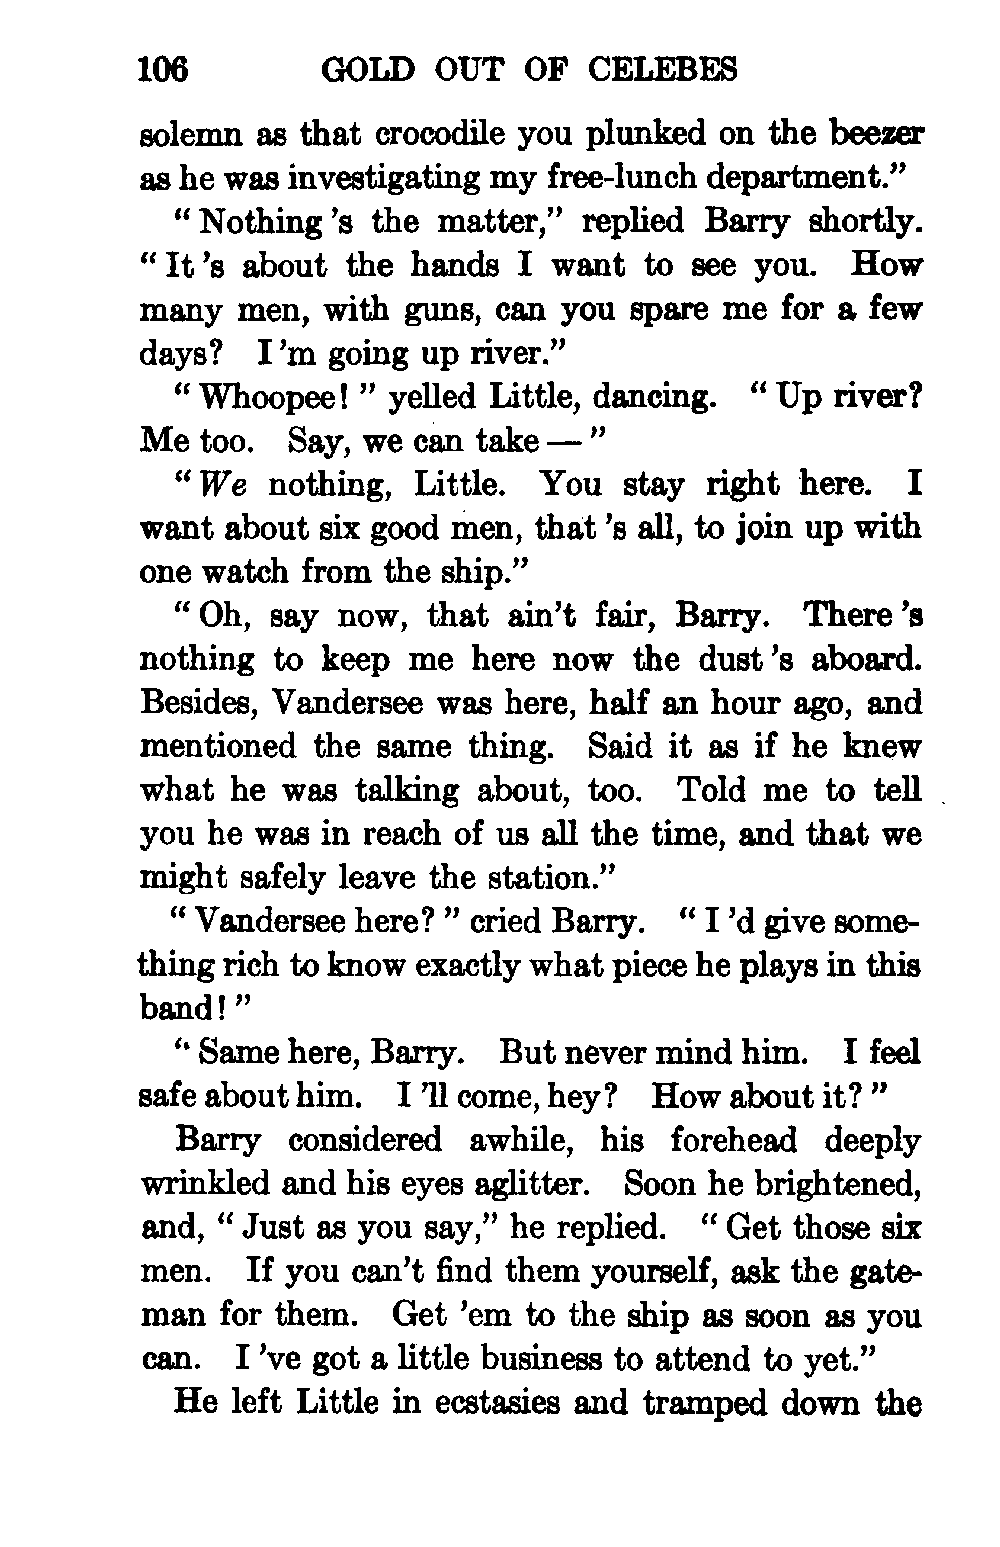 106 GOLD OUT OF CELEBES
solemn as that crocodile you plunked on the beezer
as he was investigating my free-lunch department.”
“Nothing 's the matter,” replied Barry shortly.
“It 's about the hands I want to see you. How
many men, with guns, can you spare me for a few
days? I 'm going up river.”
“Whoopee!” yelled Little, dancing. “Up river?
Me too. Say, we can take —”
“We nothing, Little. You stay right here. I
want about six good men, that 's all, to join up with
one watch from the ship.”
“Oh, say now, that ain't fair, Barry. There 's
nothing to keep me here now the dust 's aboard.
Besides, Vandersee was here, half an hour ago, and
mentioned the same thing. Said it as if he knew
what he was talking about, too. Told me to tell
you he was in reach of us all the time, and that we
might safely leave the station.”
“Vandersee here?” cried Barry. “I 'd give some-
thing rich to know exactly what piece he plays in this
band!”
“Same here, Barry. But never mind him. I feel
safe about him. I 'll come, hey? How about it?”
Barry considered awhile, his forehead deeply
wrinkled and his eyes aglitter. Soon he brightened,
and, “Just as you say,” he replied. “Get those six
men. If you can't find them yourself, ask the gate-
man for them. Get 'em to the ship as soon as you
can. I 've got a little business to attend to yet.”
He left Little in ecstasies and tramped down the